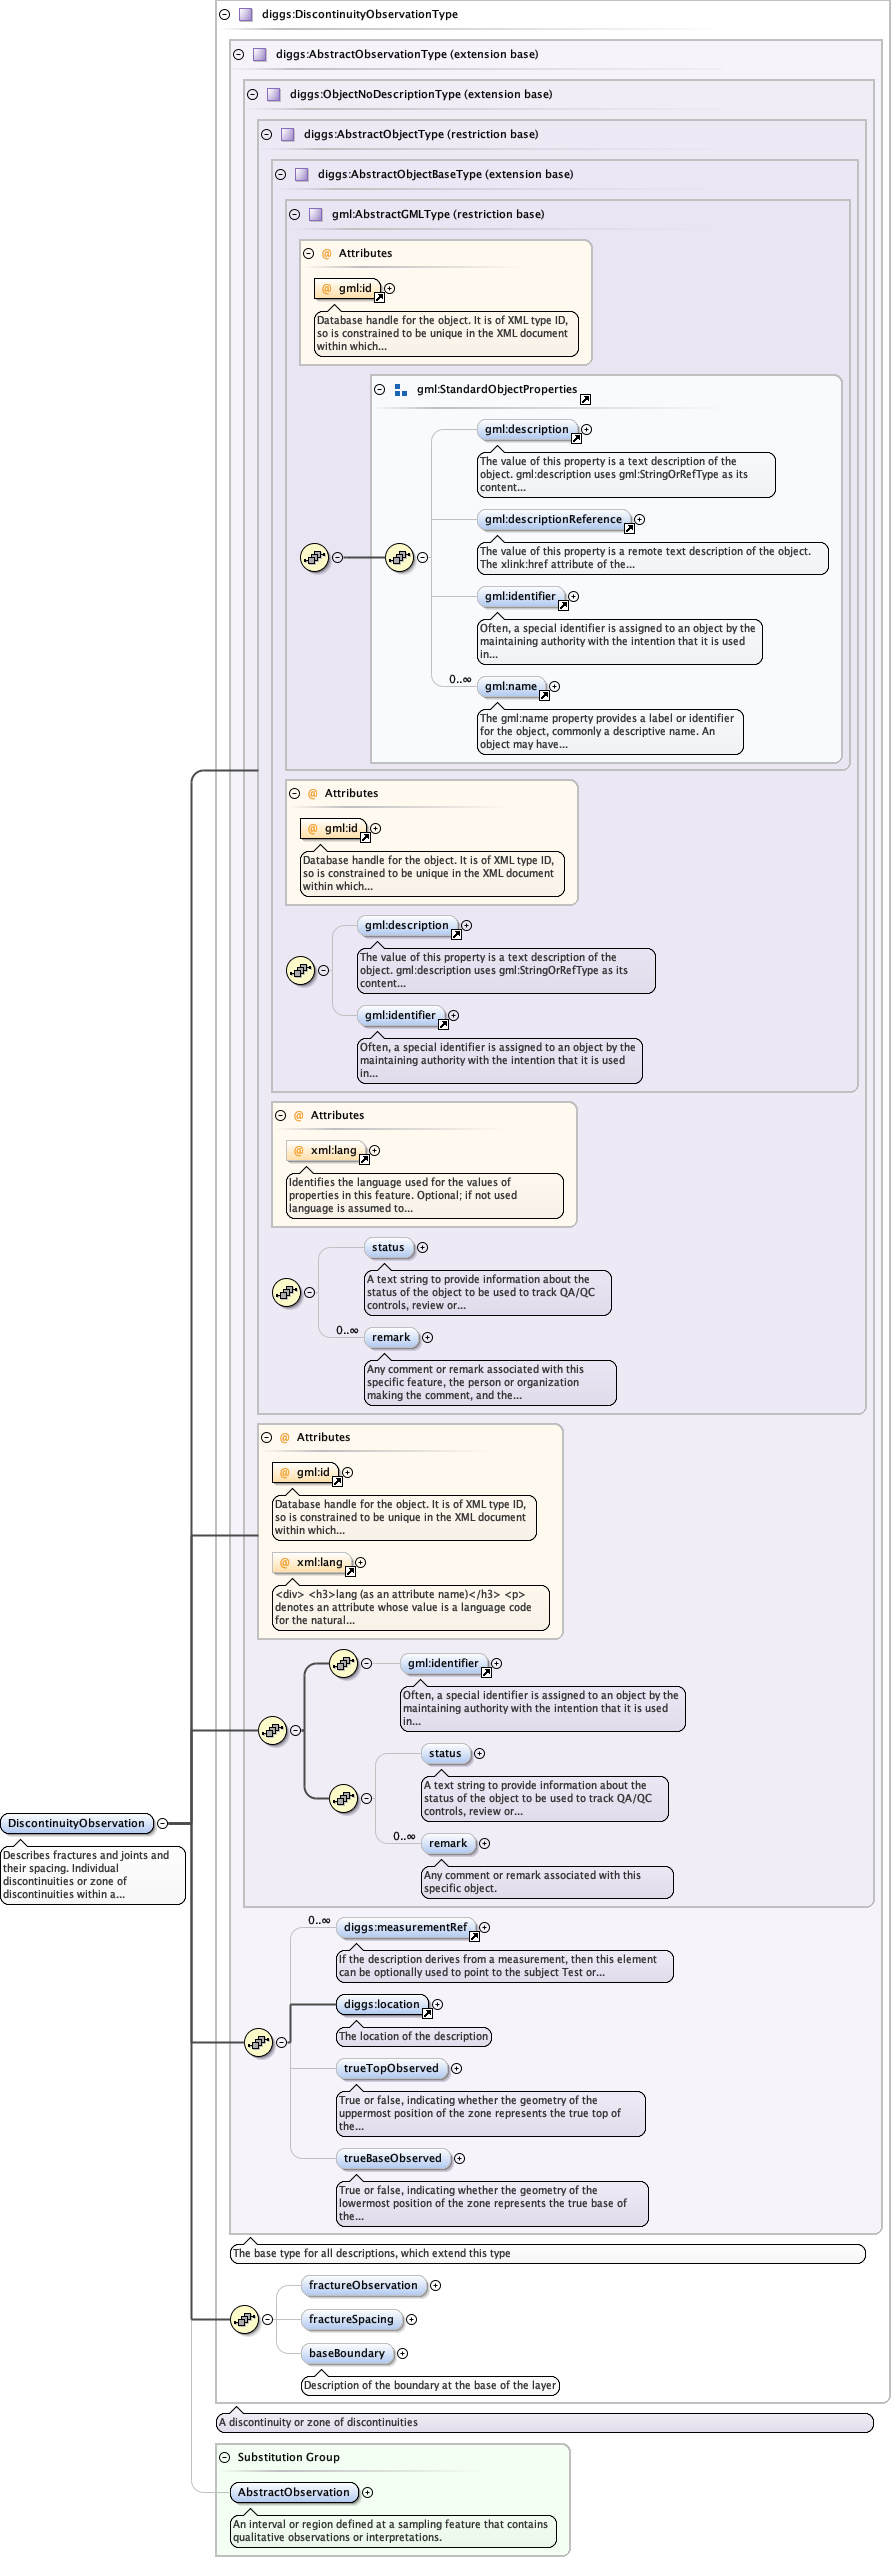 diggs:DiscontinuityObservationType
diggs:AbstractObservationType (extension base)
diggs:ObjectNoDescriptionType (extension base)
diggs:AbstractObjectType (restriction base)
diggs:AbstractObjectBaseType (extension base)
gml:AbstractGMLType (restriction base)
@ Attributes
@ gml:id
Database handle for the object. It is of XML type ID,
so is constrained to be unique in the XML document
within which...
gml:StandardObjectProperties
gml:description
The value of this property is a text description of the
object. gml:description uses gml:StringOrRefType as its
content...
gml:descriptionReference
The value of this property is a remote text description of the object.
The xlink:href attribute of the...
gml:identifier
Often, a special identifier is assigned to an object by the
maintaining authority with the intention that it is used
in...
0..∞
gml:name
The gml:name property provides a label or identifier
for the object, commonly a descriptive name. An
object may have...
@ Attributes
@ gml:id
Database handle for the object. It is of XML type ID,
so is constrained to be unique in the XML document
within which...
gml:description
The value of this property is a text description of the
object. gml:description uses gml:StringOrRefType as its
content...
gml:identifier
Often, a special identifier is assigned to an object by the
maintaining authority with the intention that it is used
in...
@ Attributes
@ xml:lang
Identifies the language used for the values of
properties in this feature. Optional; if not used
language is assumed to...
status
A text string to provide information about the
status of the object to be used to track QA/QC
controls, review or...
0..∞
remark
Any comment or remark associated with this
specific feature, the person or organization
making the comment, and the...
@ Attributes
@ gml:id
Database handle for the object. It is of XML type ID,
so is constrained to be unique in the XML document
within which...
@ xml:lang
<div> <h3>lang (as an attribute name)</h3> <p>
denotes an attribute whose value is a language code
for the natural...
gml:identifier
Often, a special identifier is assigned to an object by the
maintaining authority with the intention that it is used
in...
status
A text string to provide information about the
status of the object to be used to track QA/QC
controls, review or...
0..∞
remark
Any comment or remark associated with this
specific object.
DiscontinuityObservation
Describes fractures and joints and
their spacing. Individual
discontinuities or zone of
discontinuities within a...
0..∞
diggs:measurementRef
If the description derives from a measurement, then this element
can be optionally used to point to the subject Test or...
diggs:location
The location of the description
trueTopObserved
True or false, indicating whether the geometry of the
uppermost position of the zone represents the true top of
the...
trueBaseObserved
True or false, indicating whether the geometry of the
lowermost position of the zone represents the true base of
the...
The base type for all descriptions, which extend this type
fractureObservation
fractureSpacing
baseBoundary
Description of the boundary at the base of the layer
A discontinuity or zone of discontinuities
Substitution Group
AbstractObservation
An interval or region defined at a sampling feature that contains
qualitative observations or interpretations.